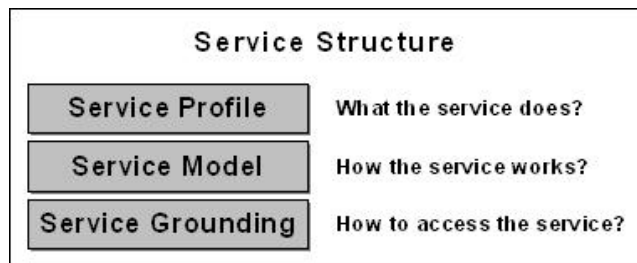 Service Structure
Service Profile What the service does?
Service Model How the service works?
Service Grounding How to access the service?